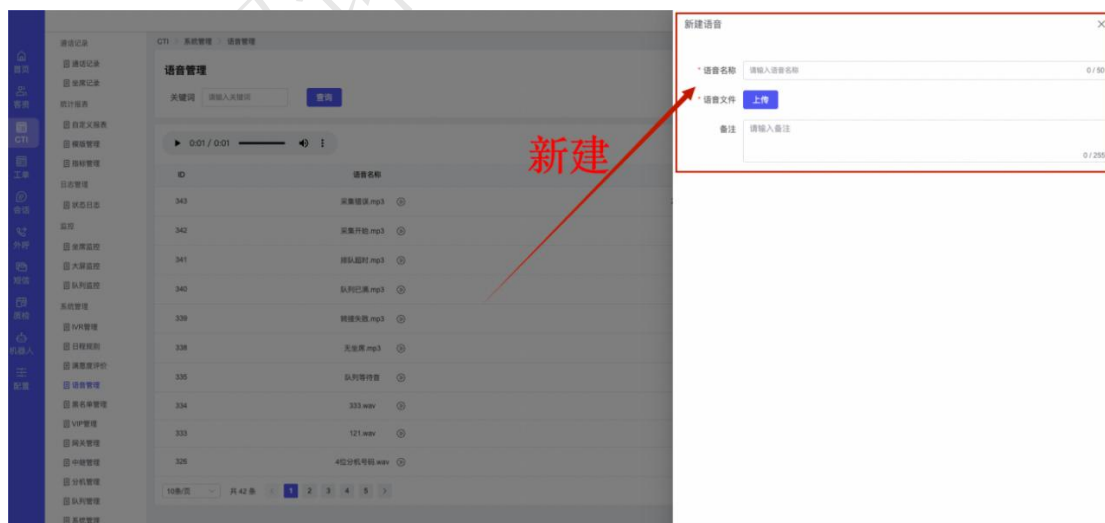 新建语音
首页
客资
CTI
工单
会话
外呼
短信
质检
机器人
配置
通话记录
通话记录
坐席记录
统计报表
自定义报表
模版管理
指标管理
日志管理
状态日志
监控
坐席监控
大屏监控
队列监控
系统管理
IVR管理
日程规则
满意度评价
语音管理
黑名单管理
VIP管理
网关管理
中继管理
分机管理
队列管理
系统管理
CTI > 系统管理 > 语音管理
语音管理
关键词 请输入关键词 查询
0:01 / 0:01
ID 语音名称
343 采集错误.mp3
342 采集开始.mp3
341 排队超时.mp3
340 队列已满.mp3
339 转接失败.mp3
338 无坐席.mp3
335 队列等待音
334 333.wav
333 121.wav
325 4位分机号码.wav
10条/页 共 42 条 < 1 2 3 4 5 >
新建
* 语音名称 请输入语音名称 0 / 50
* 语音文件 上传
备注 请输入备注
0 / 255